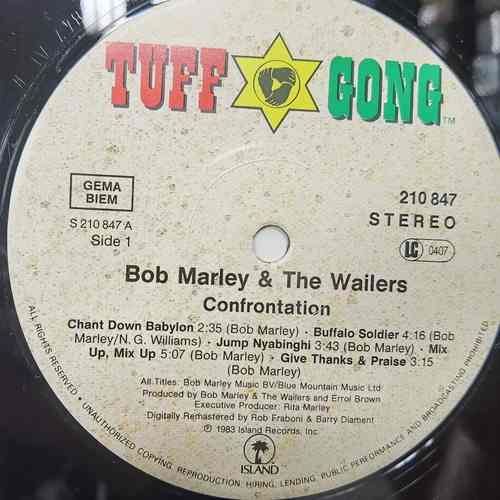 TUFF GONG TM
GEMA
BIEM
S 210 847 A
Side 1
210 847
STEREO
LC 0407
Bob Marley & The Wailers
Confrontation
Chant Down Babylon 2:35 (Bob Marley) · Buffalo Soldier 4:16 (Bob
Marley/N. G. Williams) · Jump Nyabinghi 3:43 (Bob Marley) · Mix
Up, Mix Up 5:07 (Bob Marley) · Give Thanks & Praise 3:15
(Bob Marley)
All Titles: Bob Marley Music BV/Blue Mountain Music Ltd
Produced by Bob Marley & The Wailers and Errol Brown
Executive Producer: Rita Marley
Digitally Remastered by Rob Fraboni & Barry Diament
℗ 1983 Island Records, Inc.
ISLAND
ALL RIGHTS RESERVED · UNAUTHORIZED COPYING, REPRODUCTION, HIRING, LENDING, PUBLIC PERFORMANCE AND BROADCASTING PROHIBITED